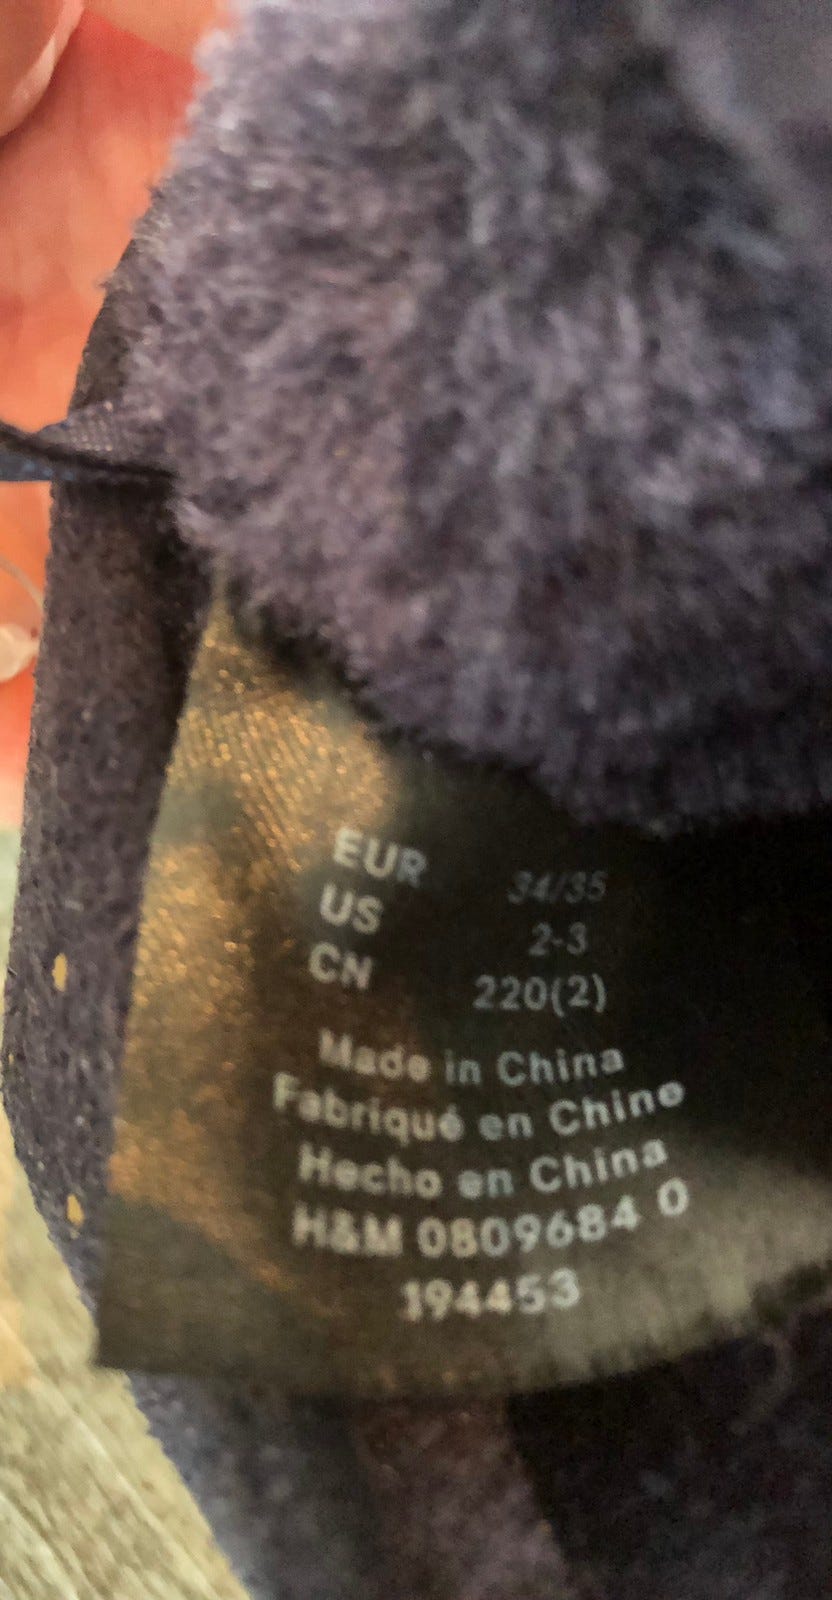 EUR 34/35
US 2-3
CN 220(2)
Made in China
Fabriqué en Chine
Hecho en China
H&M 0809684 0
194453